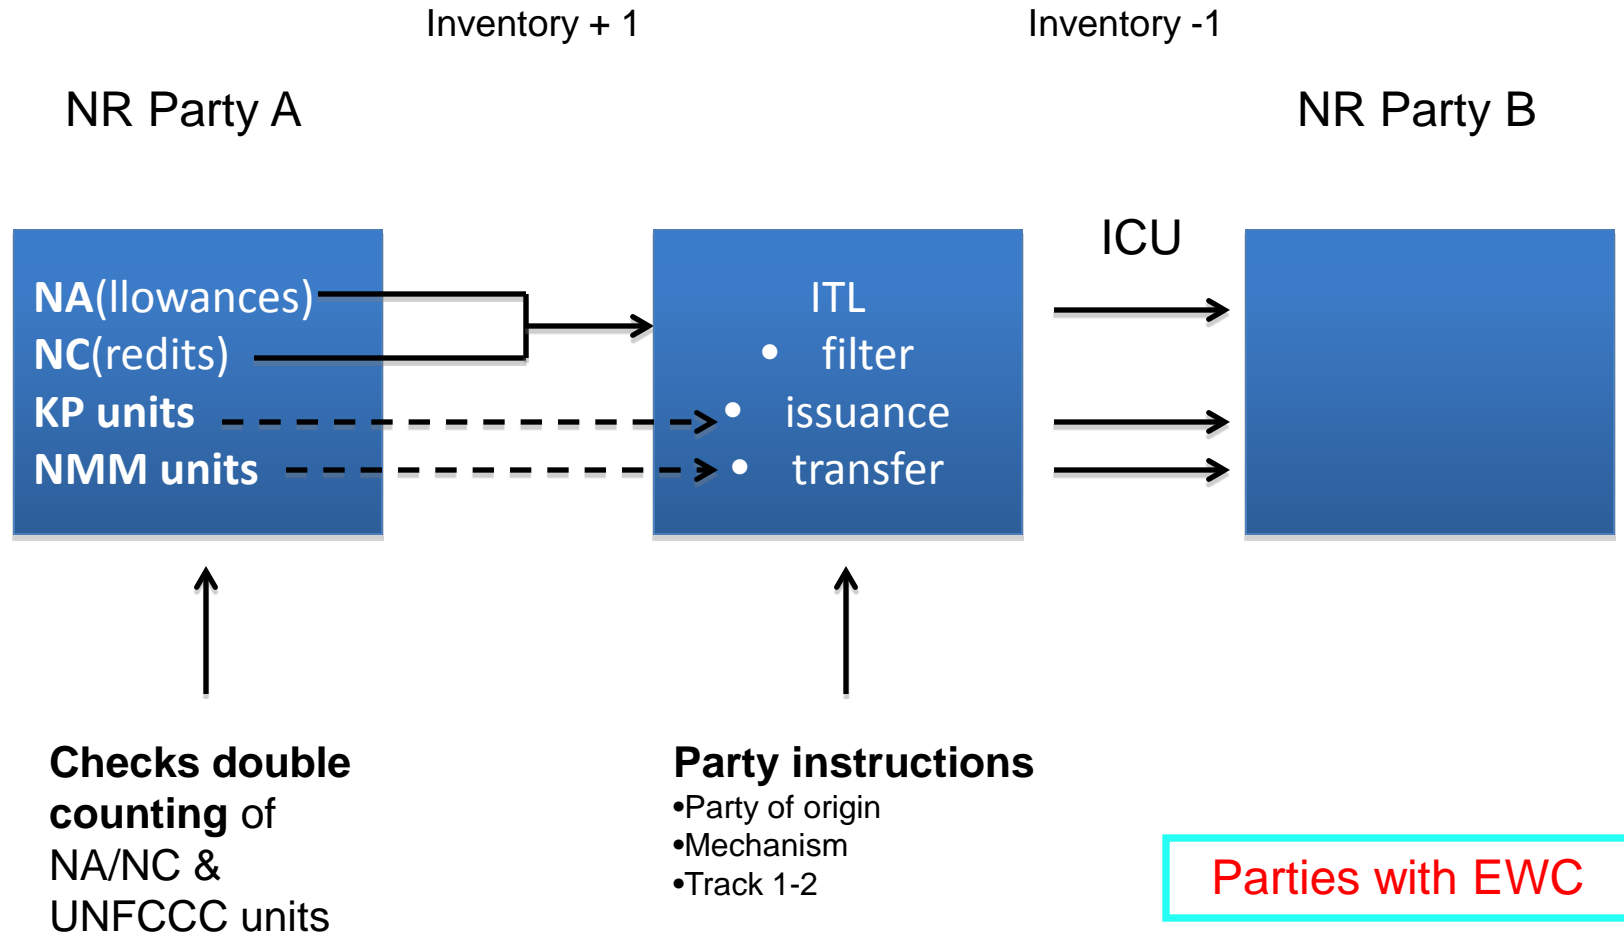 Inventory + 1
Inventory -1
NR Party A
NR Party B
NA(llowances)
NC(redits)
KP units
NMM units
ITL
• filter
• issuance
• transfer
ICU
Checks double
counting of
NA/NC &
UNFCCC units
Party instructions
•Party of origin
•Mechanism
•Track 1-2
Parties with EWC